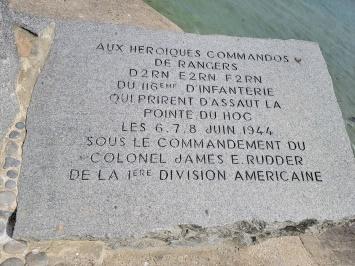 AUX HEROIQUES COMMANDOS
DE RANGERS
D2RN E2RN F2RN
DU 116EME D'INFANTERIE
QUI PRIRENT D'ASSAUT LA
POINTE DU HOC
LES 6.7.8 JUIN 1944
SOUS LE COMMANDEMENT DU
COLONEL JAMES E. RUDDER
DE LA 1ERE DIVISION AMERICAINE